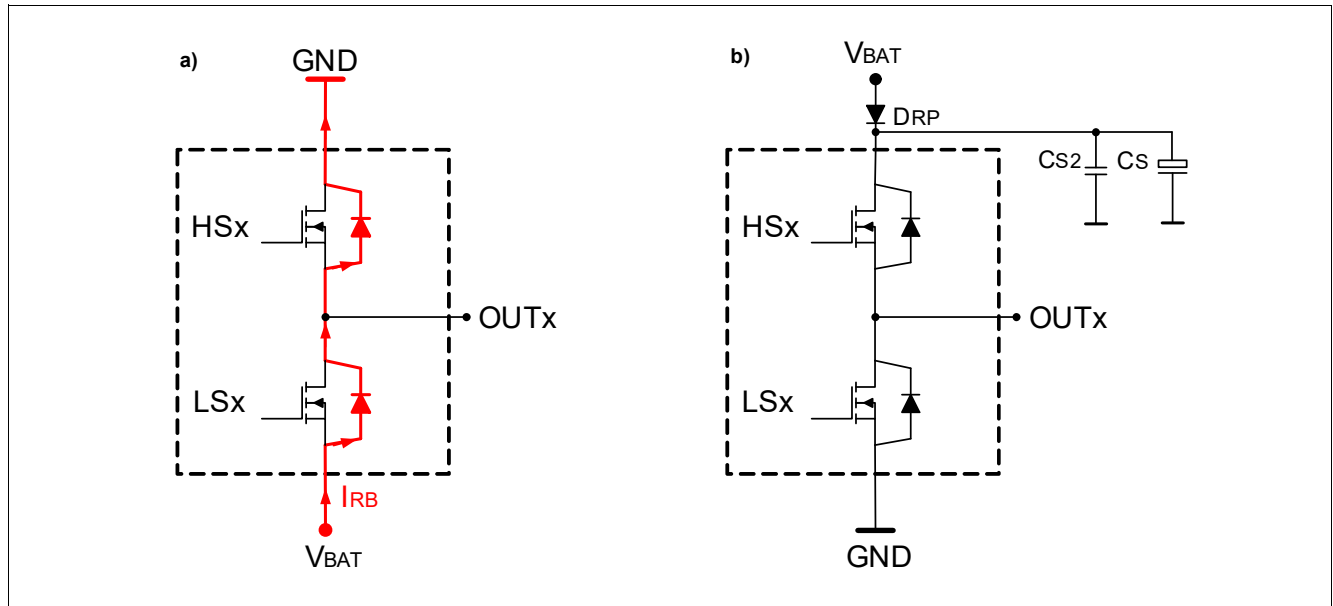 a)
GND
HSx
OUTx
LSx
IRB
VBAT
b)
VBAT
DRP
CS2
CS
HSx
OUTx
LSx
GND